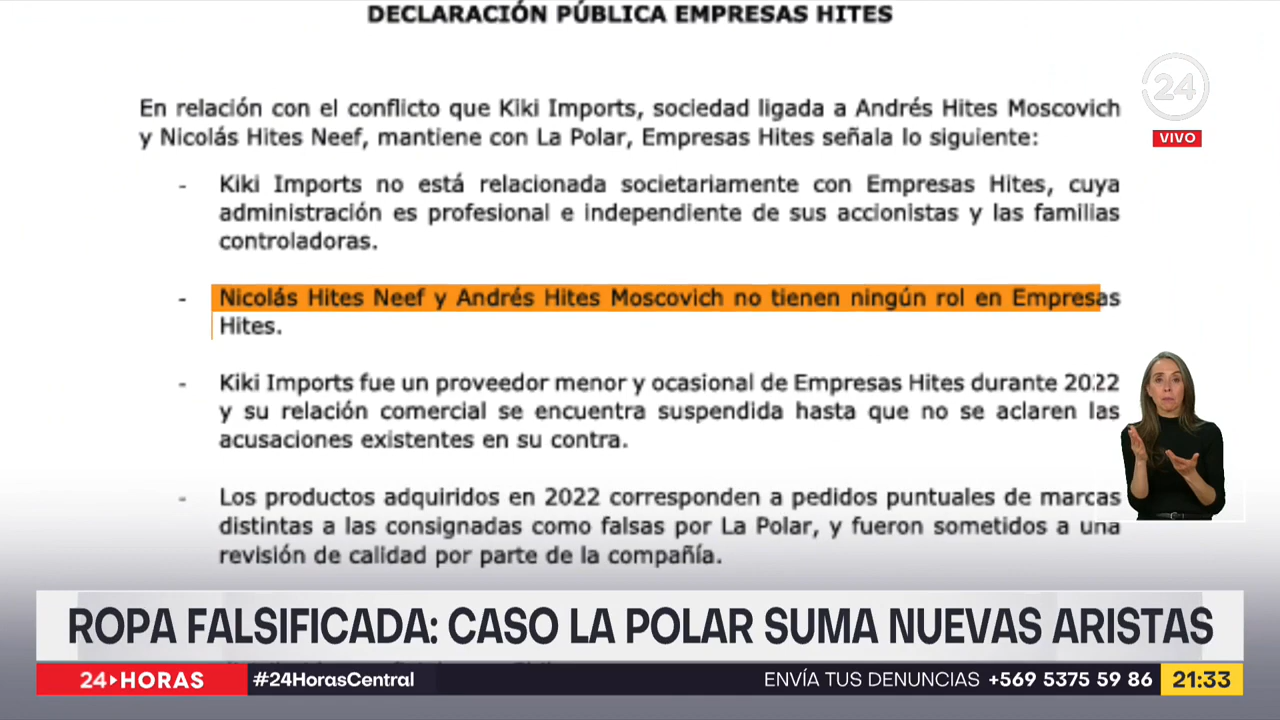 DECLARACIÓN PÚBLICA EMPRESAS HITES
24
VIVO
En relación con el conflicto que Kiki Imports, sociedad ligada a Andrés Hites Moscovich
y Nicolás Hites Neef, mantiene con La Polar, Empresas Hites señala lo siguiente:
- Kiki Imports no está relacionada societariamente con Empresas Hites, cuya
administración es profesional e independiente de sus accionistas y las familias
controladoras.
- Nicolás Hites Neef y Andrés Hites Moscovich no tienen ningún rol en Empresas
Hites.
- Kiki Imports fue un proveedor menor y ocasional de Empresas Hites durante 2022
y su relación comercial se encuentra suspendida hasta que no se aclaren las
acusaciones existentes en su contra.
- Los productos adquiridos en 2022 corresponden a pedidos puntuales de marcas
distintas a las consignadas como falsas por La Polar, y fueron sometidos a una
revisión de calidad por parte de la compañía.
ROPA FALSIFICADA: CASO LA POLAR SUMA NUEVAS ARISTAS
24 HORAS #24HorasCentral ENVÍA TUS DENUNCIAS +569 5375 59 86 21:33